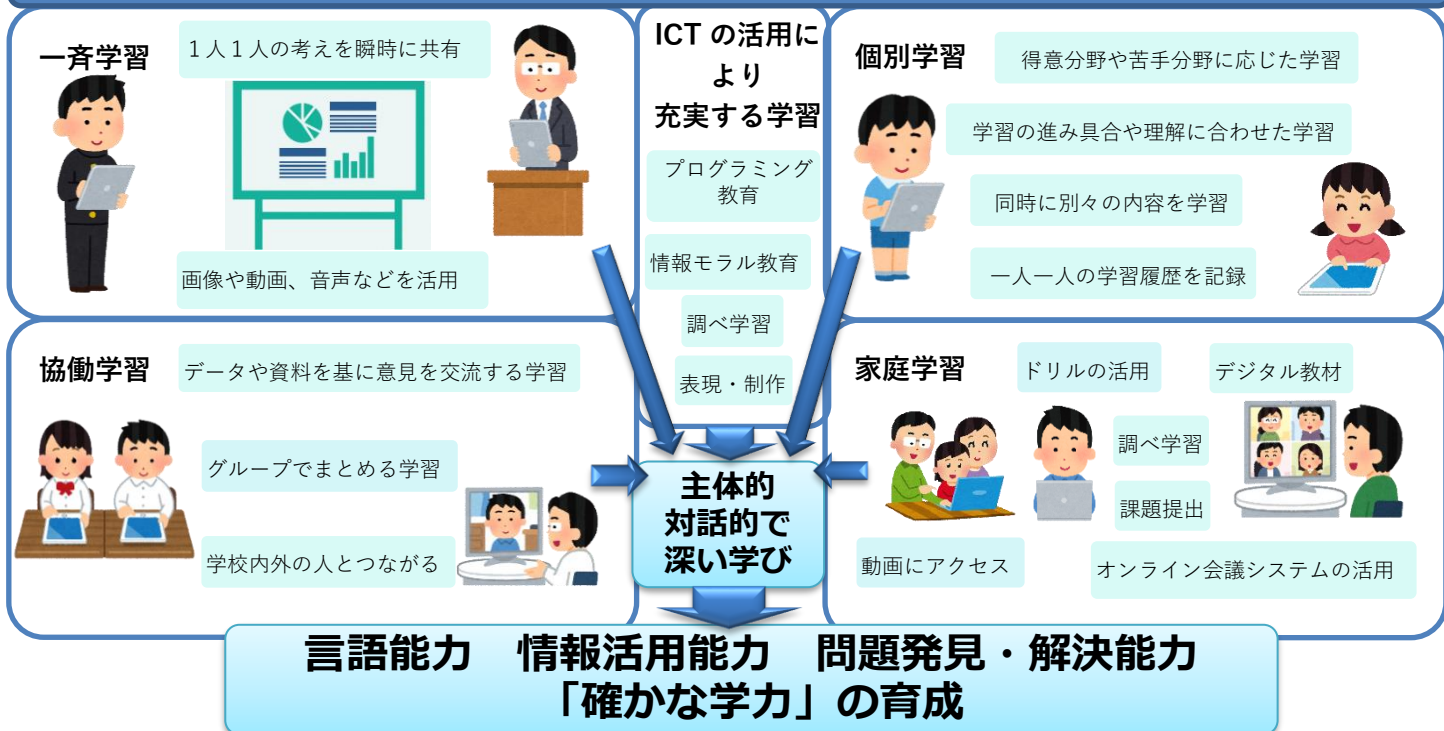 一斉学習
１人１人の考えを瞬時に共有
画像や動画、音声などを活用
ICT の活用に
より
充実する学習
プログラミング
教育
情報モラル教育
調べ学習
表現・制作
個別学習
得意分野や苦手分野に応じた学習
学習の進み具合や理解に合わせた学習
同時に別々の内容を学習
一人一人の学習履歴を記録
協働学習
データや資料を基に意見を交流する学習
グループでまとめる学習
学校内外の人とつながる
家庭学習
ドリルの活用
デジタル教材
調べ学習
課題提出
動画にアクセス
オンライン会議システムの活用
主体的
対話的で
深い学び
言語能力　情報活用能力　問題発見・解決能力
「確かな学力」の育成